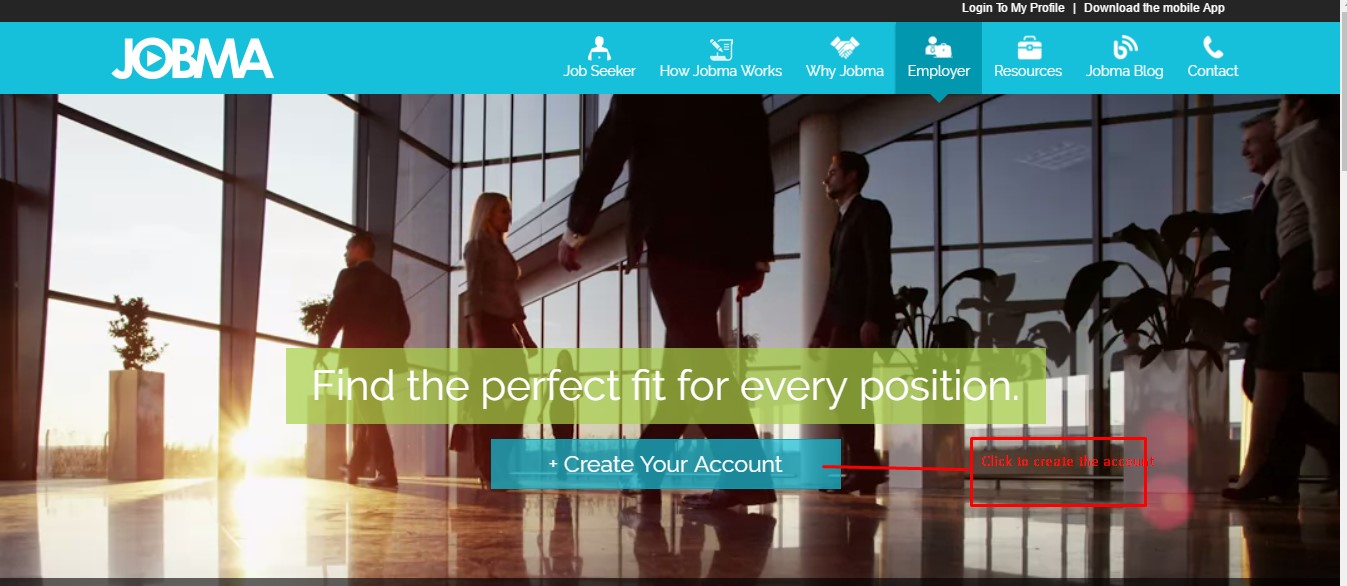 Login To My Profile | Download the mobile App
JOBMA
Job Seeker How Jobma Works Why Jobma Employer Resources Jobma Blog Contact
Find the perfect fit for every position.
+ Create Your Account
Click to create the account